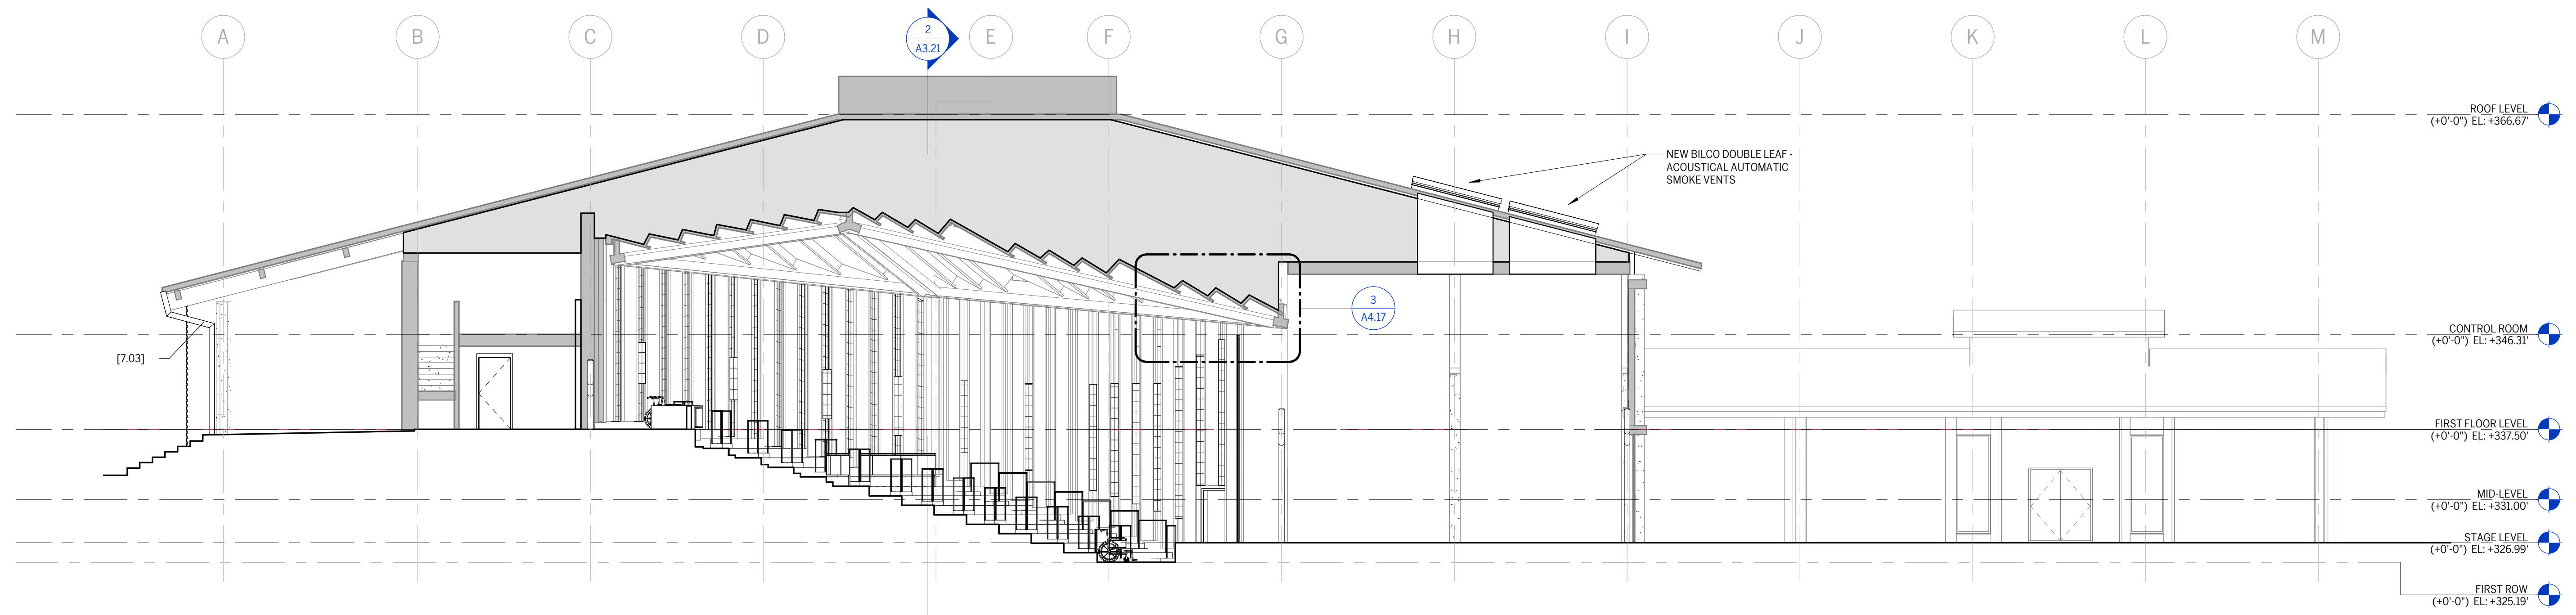 A
B
C
D
2
A3.21
E
F
G
H
I
J
K
L
M
ROOF LEVEL
(+0'-0") EL: +366.67'
NEW BILCO DOUBLE LEAF -
ACOUSTICAL AUTOMATIC
SMOKE VENTS
3
A4.17
CONTROL ROOM
(+0'-0") EL: +346.31'
[7.03]
FIRST FLOOR LEVEL
(+0'-0") EL: +337.50'
MID-LEVEL
(+0'-0") EL: +331.00'
STAGE LEVEL
(+0'-0") EL: +326.99'
FIRST ROW
(+0'-0") EL: +325.19'